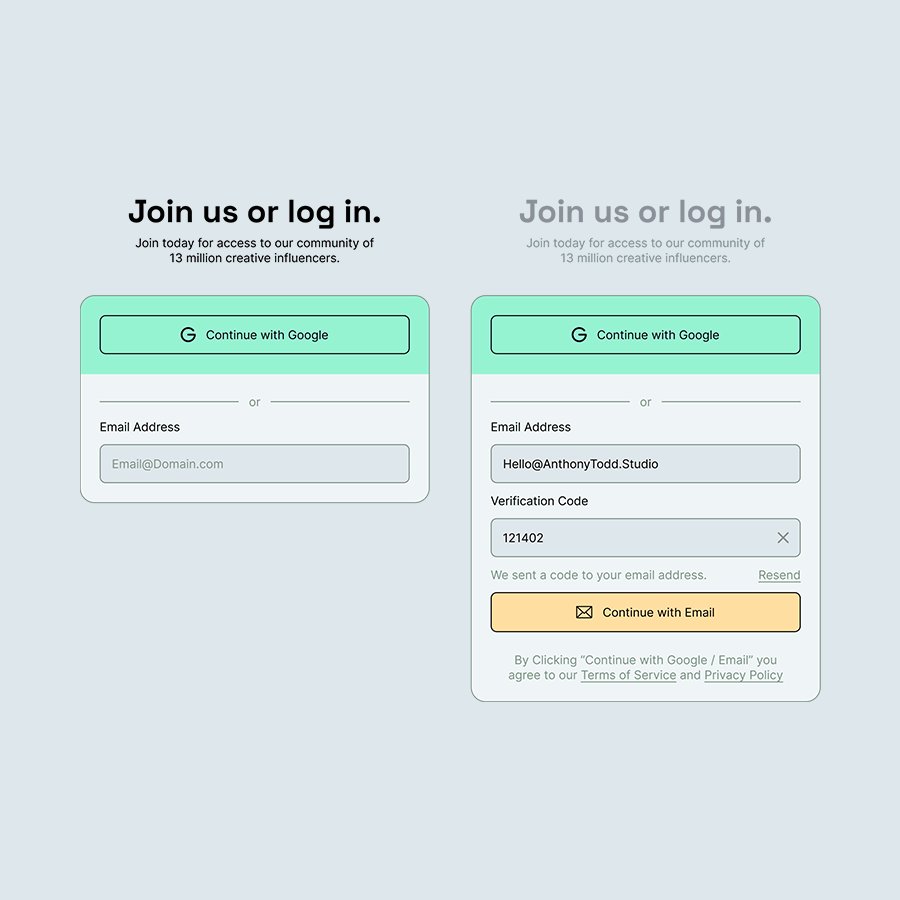 Join us or log in.
Join today for access to our community of
13 million creative influencers.
Continue with Google
or
Email Address
Email@Domain.com
Join us or log in.
Join today for access to our community of
13 million creative influencers.
Continue with Google
or
Email Address
Hello@AnthonyTodd.Studio
Verification Code
121402
We sent a code to your email address. Resend
Continue with Email
By Clicking “Continue with Google / Email” you
agree to our Terms of Service and Privacy Policy